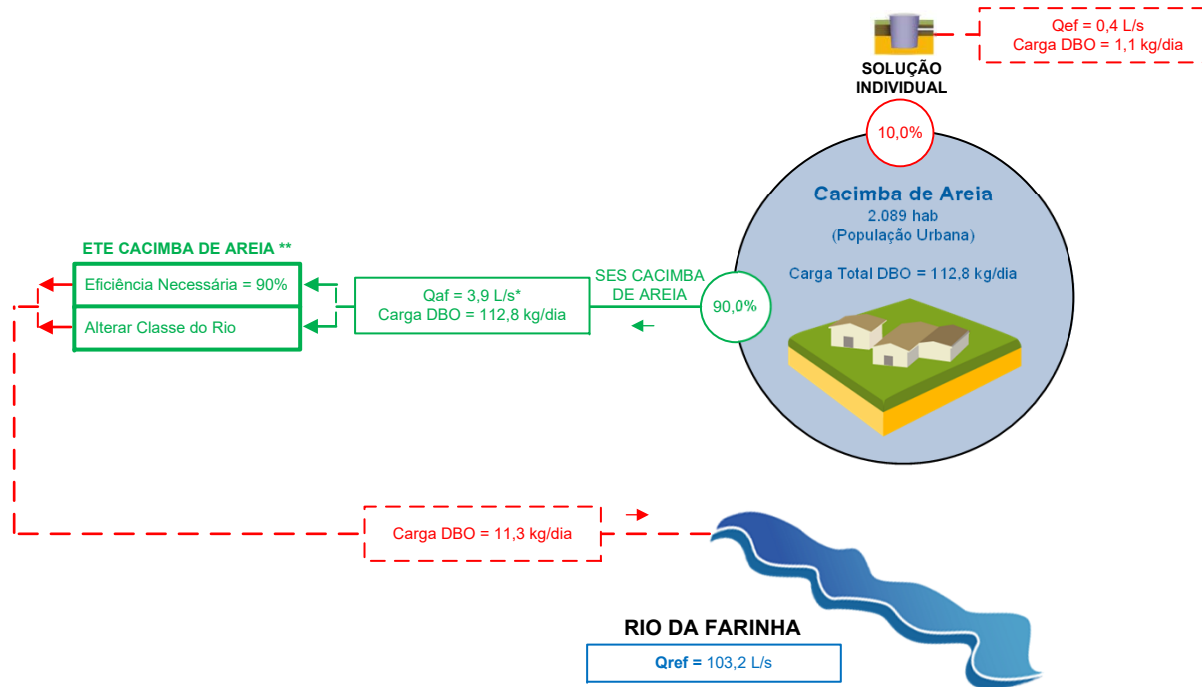 Qef = 0,4 L/s
Carga DBO = 1,1 kg/dia
SOLUÇÃO
INDIVIDUAL
10,0%
Cacimba de Areia
2.089 hab
(População Urbana)
Carga Total DBO = 112,8 kg/dia
ETE CACIMBA DE AREIA **
Eficiência Necessária = 90%
Alterar Classe do Rio
Qaf = 3,9 L/s*
Carga DBO = 112,8 kg/dia
SES CACIMBA
DE AREIA
90,0%
Carga DBO = 11,3 kg/dia
RIO DA FARINHA
Qref = 103,2 L/s